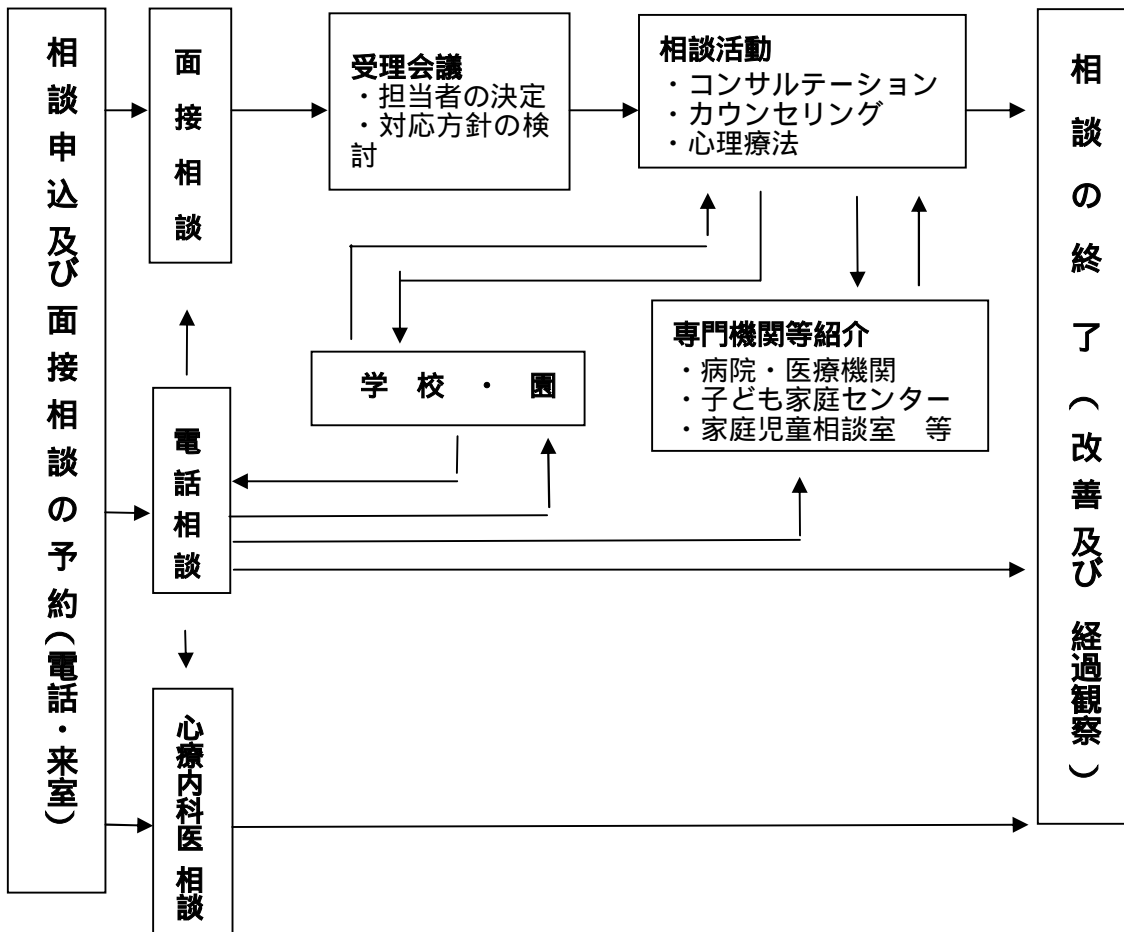 相談申込及び面接相談の予約(電話・来室)
面接相談
受理会議
・担当者の決定
・対応方針の検
討
相談活動
・コンサルテーション
・カウンセリング
・心理療法
専門機関等紹介
・病院・医療機関
・子ども家庭センター
・家庭児童相談室　等
学　校　・　園
電話相談
心療内科医相談
相談の終了(改善及び経過観察)